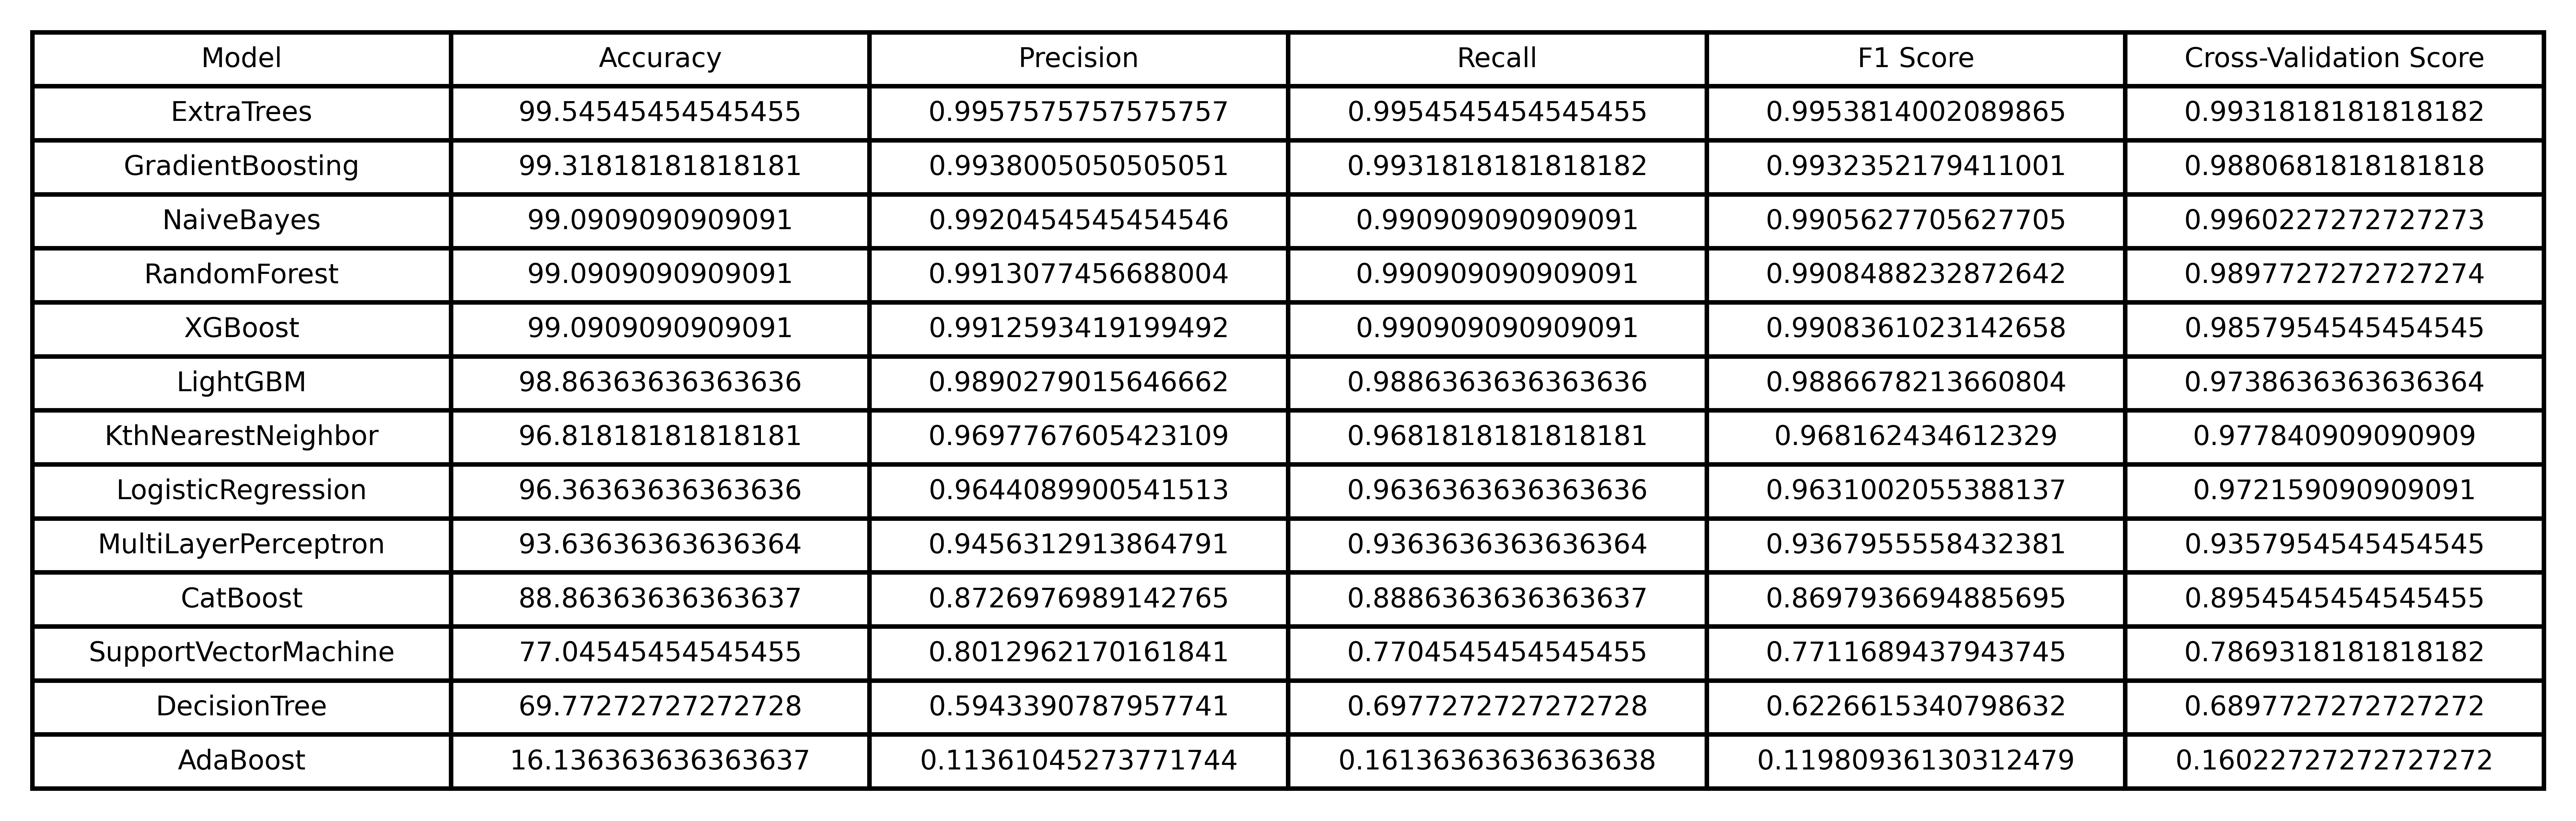 Model Accuracy Precision Recall F1 Score Cross-Validation Score
ExtraTrees 99.54545454545455 0.9957575757575757 0.9954545454545455 0.9953814002089865 0.9931818181818182
GradientBoosting 99.31818181818181 0.9938005050505051 0.9931818181818182 0.9932352179411001 0.9880681818181818
NaiveBayes 99.0909090909091 0.9920454545454546 0.990909090909091 0.9905627705627705 0.9960227272727273
RandomForest 99.0909090909091 0.9913077456688004 0.990909090909091 0.9908488232872642 0.9897727272727274
XGBoost 99.0909090909091 0.9912593419199492 0.990909090909091 0.9908361023142658 0.9857954545454545
LightGBM 98.86363636363636 0.9890279015646662 0.9886363636363636 0.9886678213660804 0.9738636363636364
KthNearestNeighbor 96.81818181818181 0.9697767605423109 0.9681818181818181 0.968162434612329 0.977840909090909
LogisticRegression 96.36363636363636 0.9644089900541513 0.9636363636363636 0.9631002055388137 0.972159090909091
MultiLayerPerceptron 93.63636363636364 0.9456312913864791 0.9363636363636364 0.9367955558432381 0.9357954545454545
CatBoost 88.86363636363637 0.8726976989142765 0.8886363636363637 0.8697936694885695 0.8954545454545455
SupportVectorMachine 77.04545454545455 0.8012962170161841 0.7704545454545455 0.7711689437943745 0.7869318181818182
DecisionTree 69.77272727272728 0.5943390787957741 0.6977272727272728 0.6226615340798632 0.6897727272727272
AdaBoost 16.136363636363637 0.11361045273771744 0.16136363636363638 0.11980936130312479 0.16022727272727272